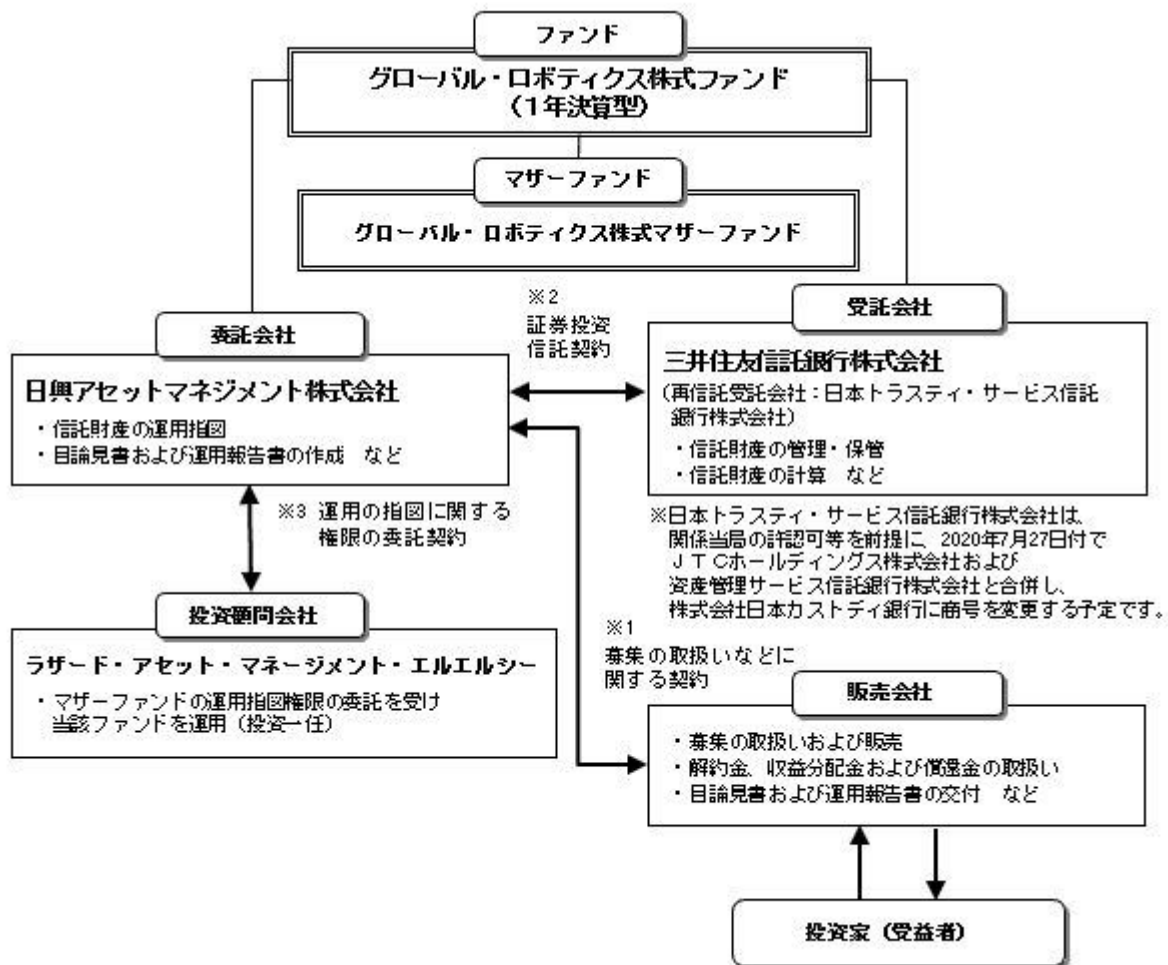 ファンド
グローバル・ロボティクス株式ファンド
(1年決算型)
マザーファンド
グローバル・ロボティクス株式マザーファンド
委託会社
日興アセットマネジメント株式会社
・信託財産の運用指図
・目論見書および運用報告書の作成 など
※2
証券投資
信託契約
受託会社
三井住友信託銀行株式会社
(再信託受託会社:日本トラスティ・サービス信託
銀行株式会社)
・信託財産の管理・保管
・信託財産の計算 など
※日本トラスティ・サービス信託銀行株式会社は、
関係当局の許認可等を前提に、2020年7月27日付で
JTCホールディングス株式会社および
資産管理サービス信託銀行株式会社と合併し、
株式会社日本カストディ銀行に商号を変更する予定です。
※3 運用の指図に関する
権限の委託契約
投資顧問会社
ラザード・アセット・マネージメント・エルエルシー
・マザーファンドの運用指図権限の委託を受け
当該ファンドを運用(投資一任)
※1
募集の取扱いなどに
関する契約
販売会社
・募集の取扱いおよび販売
・解約金、収益分配金および償還金の取扱い
・目論見書および運用報告書の交付 など
投資家(受益者)